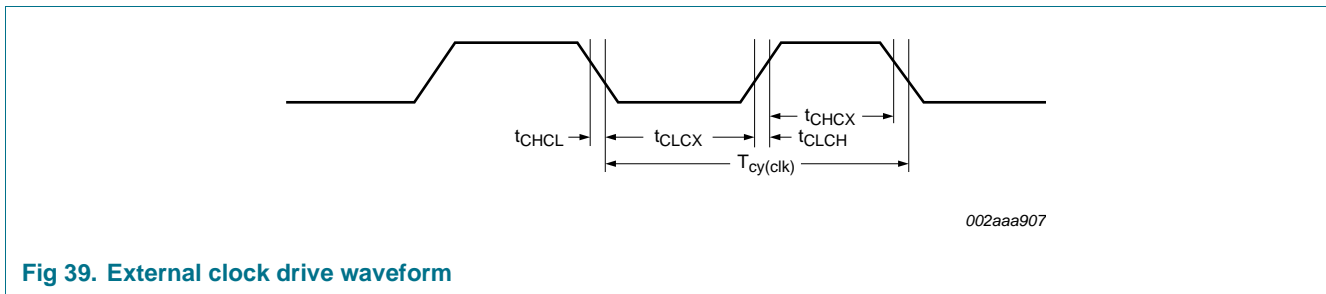 tCHCX
tCHCL
tCLCX
tCLCH
Tcy(clk)
002aaa907
Fig 39. External clock drive waveform